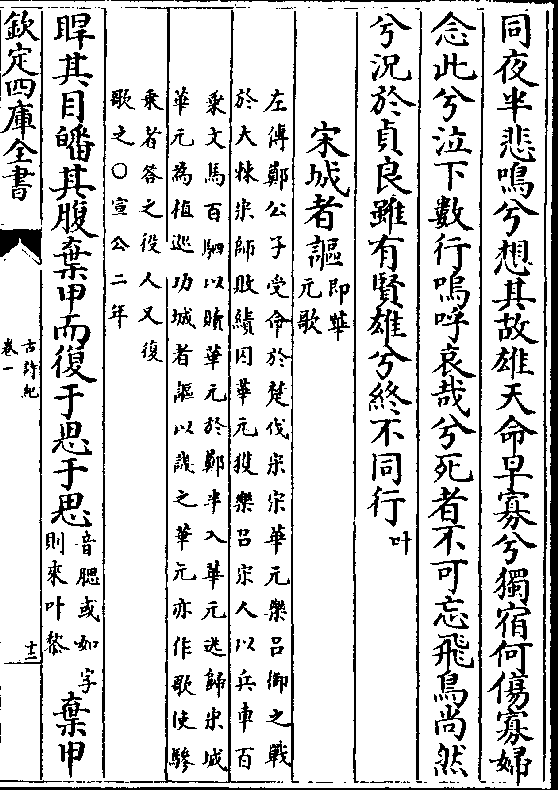 同夜半悲鳴兮想其故雄天命早寡兮獨宿何傷寡婦
念此兮泣下數行嗚呼哀哉兮死者不可忘飛鳥尚然
兮況於貞良雖有賢雄兮終不同行叶
宋城者謳即華元歌
左傳鄭公子受命於楚伐宋宋華元樂吕御之戰
於大棘宋師敗績囚華元獲樂吕宋人以兵車百
乘文馬百駟以贖華元於鄭半入華元逃歸宋城
華元為植廵功城者謳以譏之華元亦作歌使驂
乘者答之役人又復
歌之○宣公二年
睅其目皤其腹棄甲而復于思于思音腮或如字則來叶棃棄甲
欽定四庫全書
古詩紀
卷一
十三